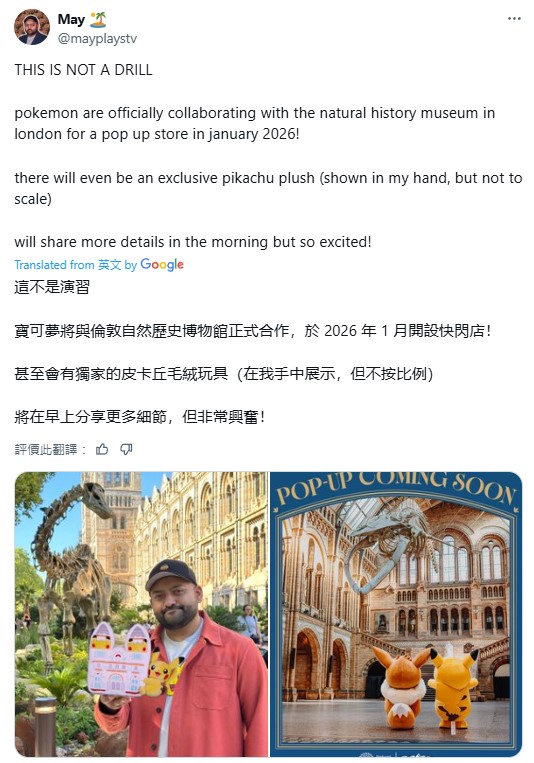 May 🏝️
@mayplaystv
THIS IS NOT A DRILL
pokemon are officially collaborating with the natural history museum in
london for a pop up store in january 2026!
there will even be an exclusive pikachu plush (shown in my hand, but not to
scale)
will share more details in the morning but so excited!
Translated from 英文 by Google
這不是演習
寶可夢將與倫敦自然歷史博物館正式合作，於 2026 年 1 月開設快閃店！
甚至會有獨家的皮卡丘毛絨玩具（在我手中展示，但不按比例）
將在早上分享更多細節，但非常興奮！
評價此翻譯：
POP-UP COMING SOON